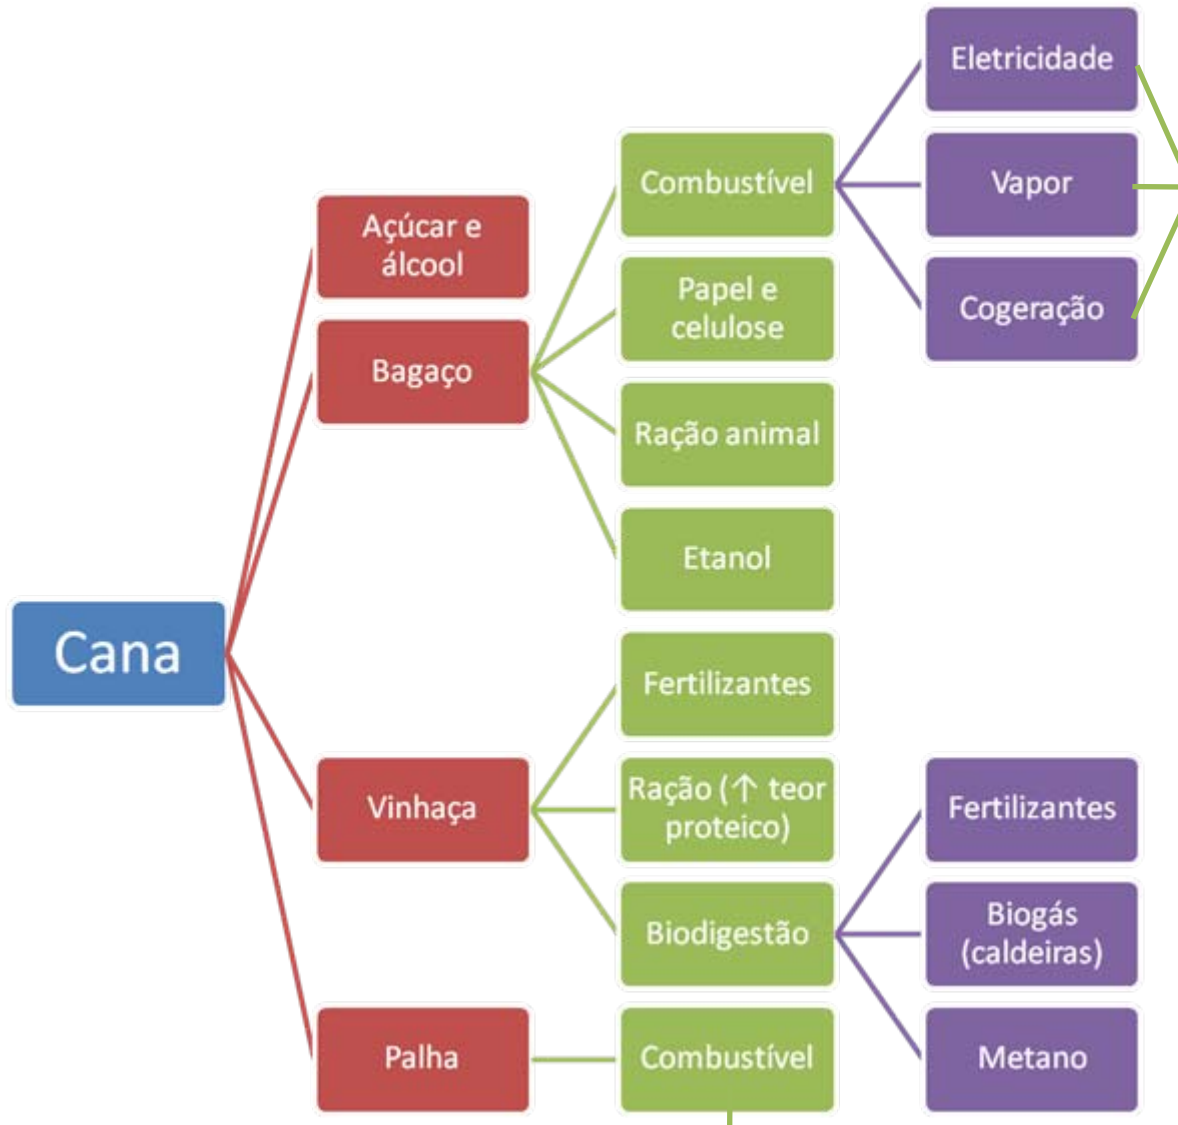 Cana
Açúcar e
álcool
Bagaço
Vinhaça
Palha
Combustível
Papel e
celulose
Ração animal
Etanol
Fertilizantes
Ração (↑ teor
proteico)
Biodigestão
Combustível
Eletricidade
Vapor
Cogeração
Fertilizantes
Biogás
(caldeiras)
Metano